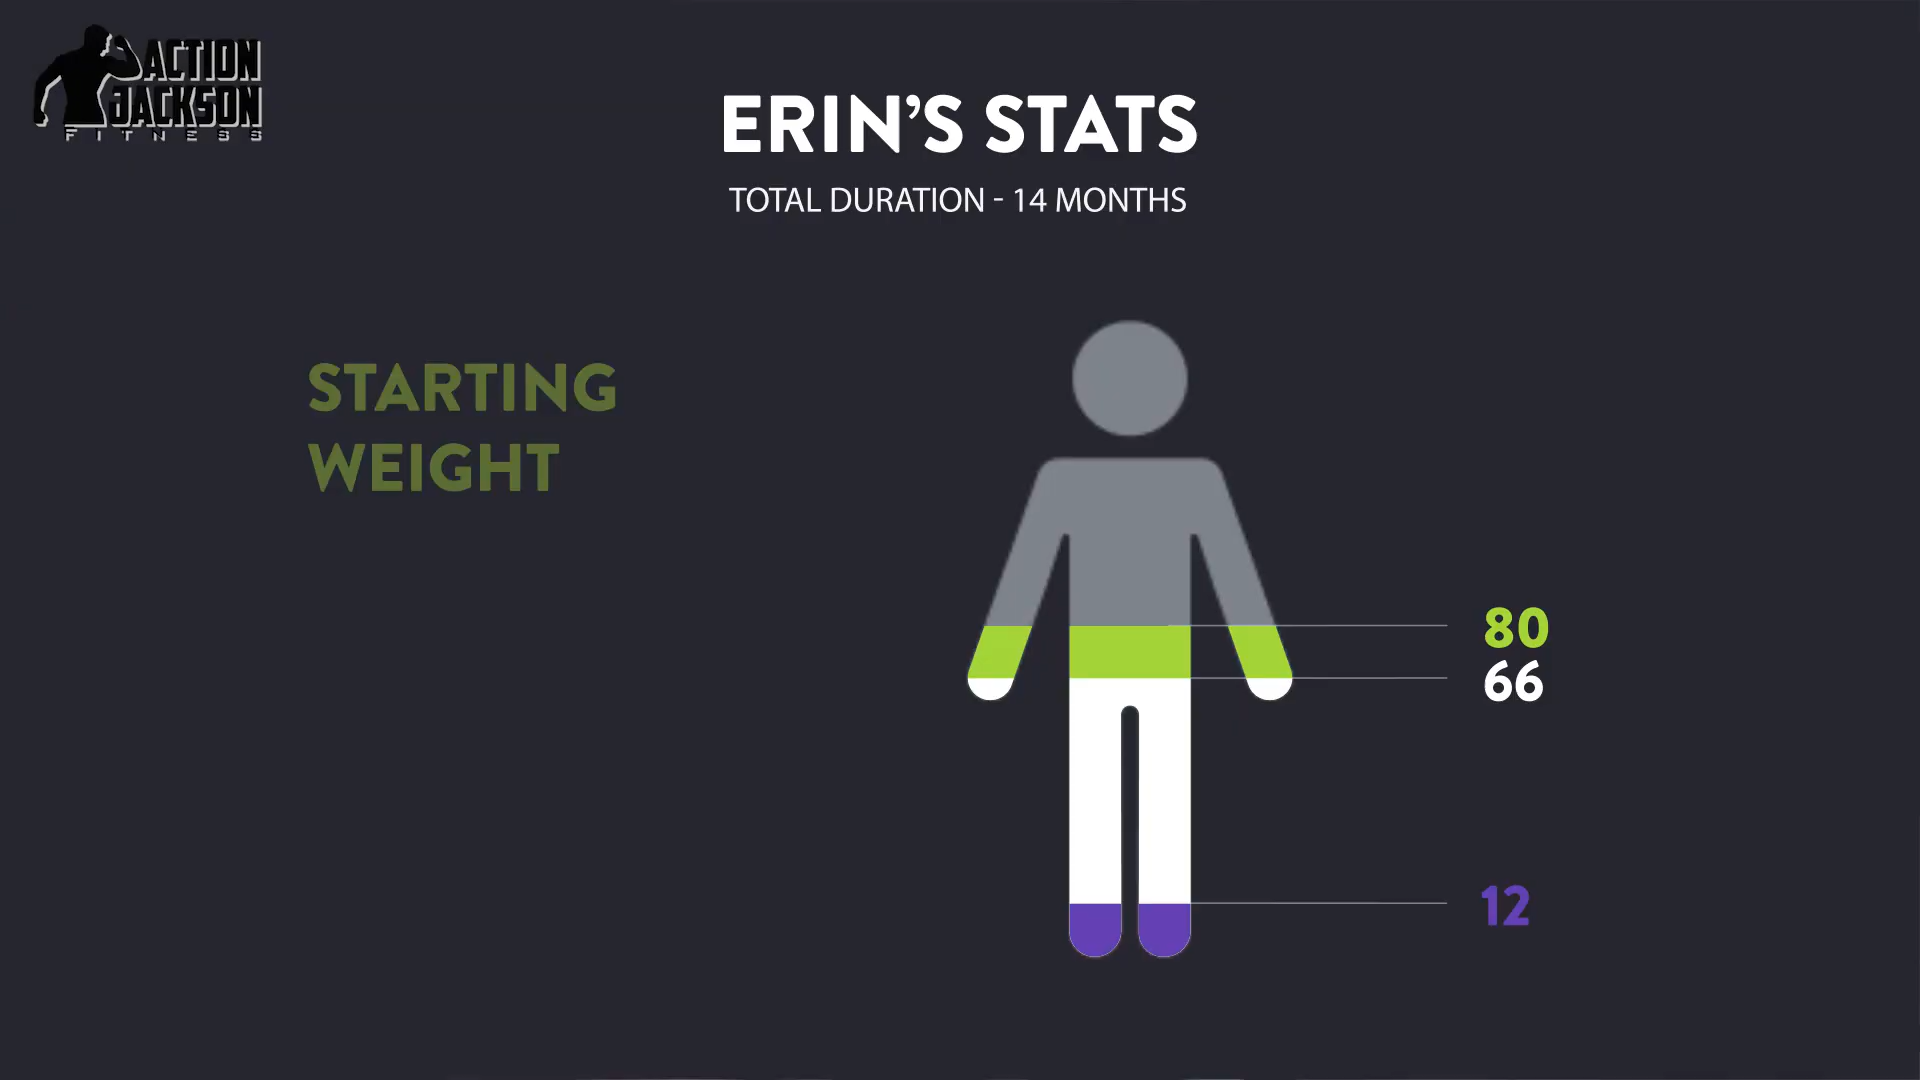 ACTION
JACKSON
FITNESS
ERIN’S STATS
TOTAL DURATION - 14 MONTHS
STARTING
WEIGHT
80
66
12